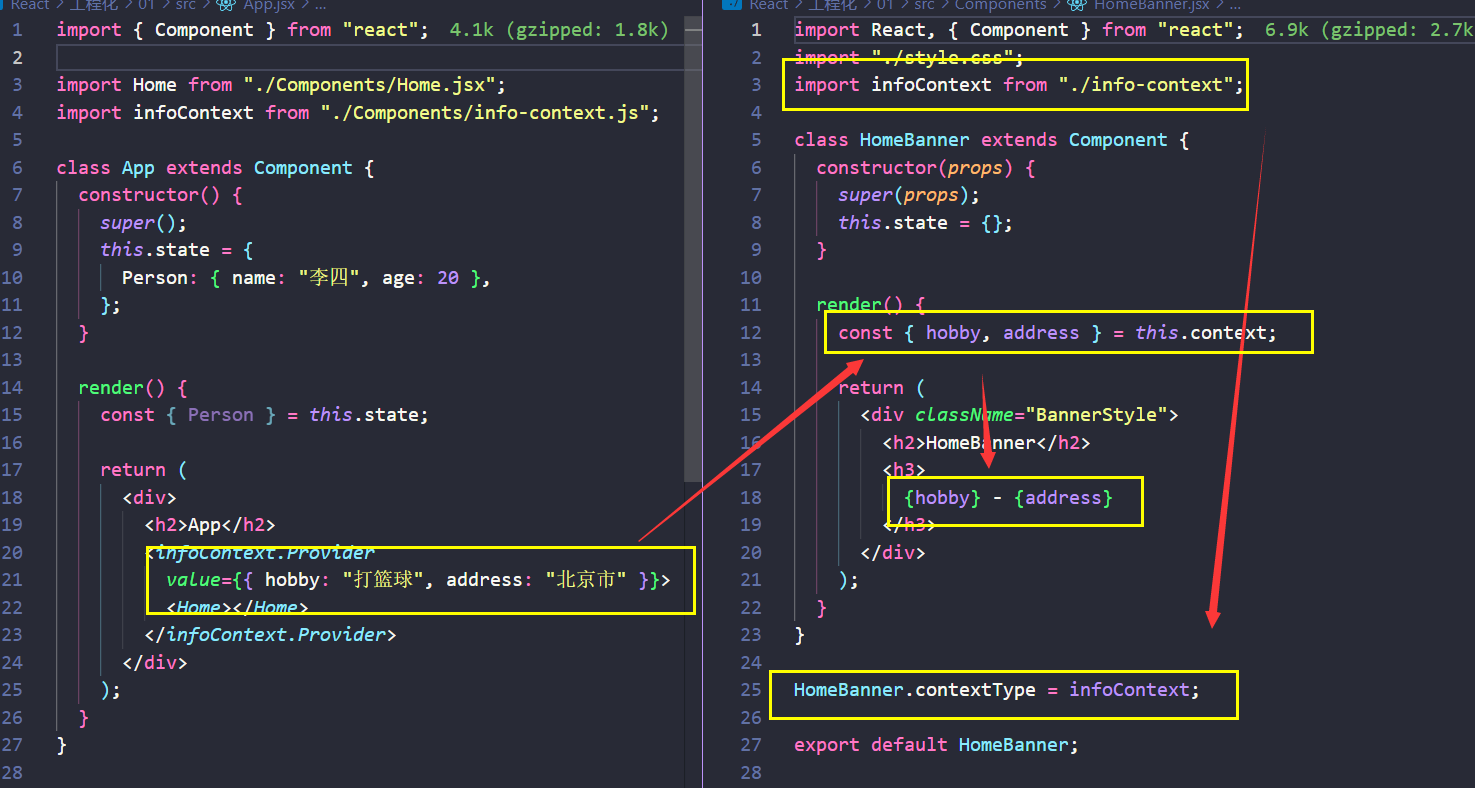 React > 工程化 > 01 > src > App.jsx > ...
1 import { Component } from "react"; 4.1k (gzipped: 1.8k)
2
3 import Home from "./Components/Home.jsx";
4 import infoContext from "./Components/info-context.js";
5
6 class App extends Component {
7 constructor() {
8 super();
9 this.state = {
10 Person: { name: "李四", age: 20 },
11 };
12 }
13
14 render() {
15 const { Person } = this.state;
16
17 return (
18 <div>
19 <h2>App</h2>
20 <infoContext.Provider
21 value={{ hobby: "打篮球", address: "北京市" }}>
22 <Home></Home>
23 </infoContext.Provider>
24 </div>
25 );
26 }
27 }
28
React > 工程化 > 01 > src > Components > HomeBanner.jsx > ...
1 import React, { Component } from "react"; 6.9k (gzipped: 2.7k
2 import "./style.css";
3 import infoContext from "./info-context";
4
5 class HomeBanner extends Component {
6 constructor(props) {
7 super(props);
8 this.state = {};
9 }
10
11 render() {
12 const { hobby, address } = this.context;
13
14 return (
15 <div className="BannerStyle">
16 <h2>HomeBanner</h2>
17 <h3>
18 {hobby} - {address}
19 </h3>
20 </div>
21 );
22 }
23 }
24
25 HomeBanner.contextType = infoContext;
26
27 export default HomeBanner;
28